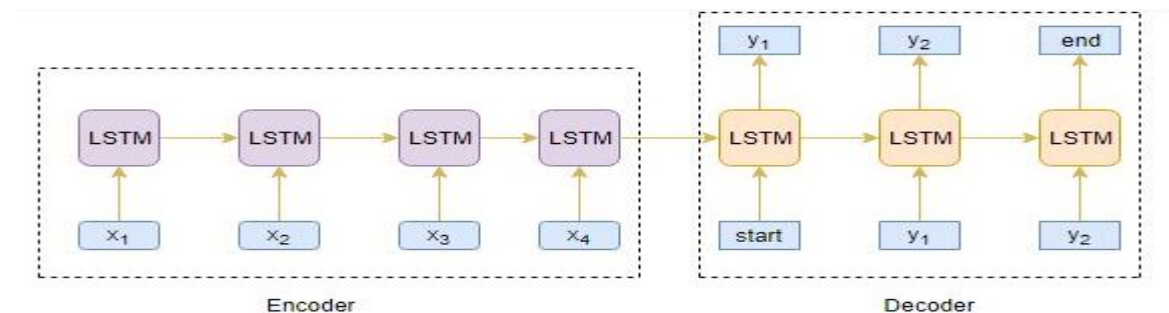 y₁ y₂ end
LSTM LSTM LSTM LSTM LSTM LSTM LSTM
x₁ x₂ x₃ x₄ start y₁ y₂
Encoder Decoder